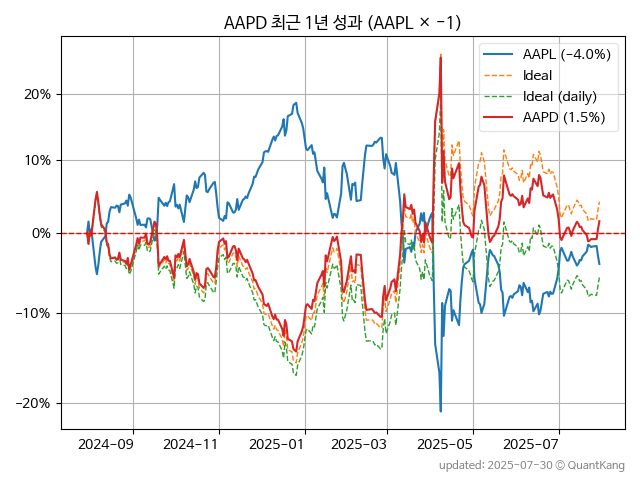 AAPD 최근 1년 성과 (AAPL × −1)
AAPL (−4.0%)
Ideal
Ideal (daily)
AAPD (1.5%)
20%
10%
0%
−10%
−20%
2024-09
2024-11
2025-01
2025-03
2025-05
2025-07
updated: 2025-07-30 © QuantKang